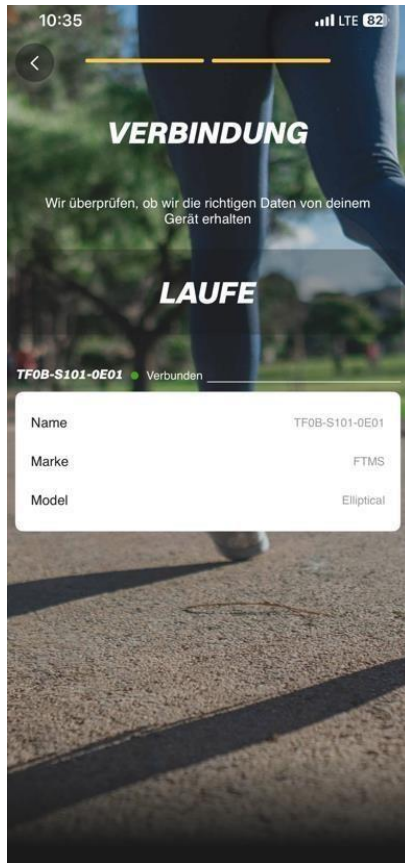 10:35
LTE 82
VERBINDUNG
Wir überprüfen, ob wir die richtigen Daten von deinem
Gerät erhalten
LAUFE
TF0B-S101-0E01 Verbunden
Name TF0B-S101-0E01
Marke FTMS
Model Elliptical